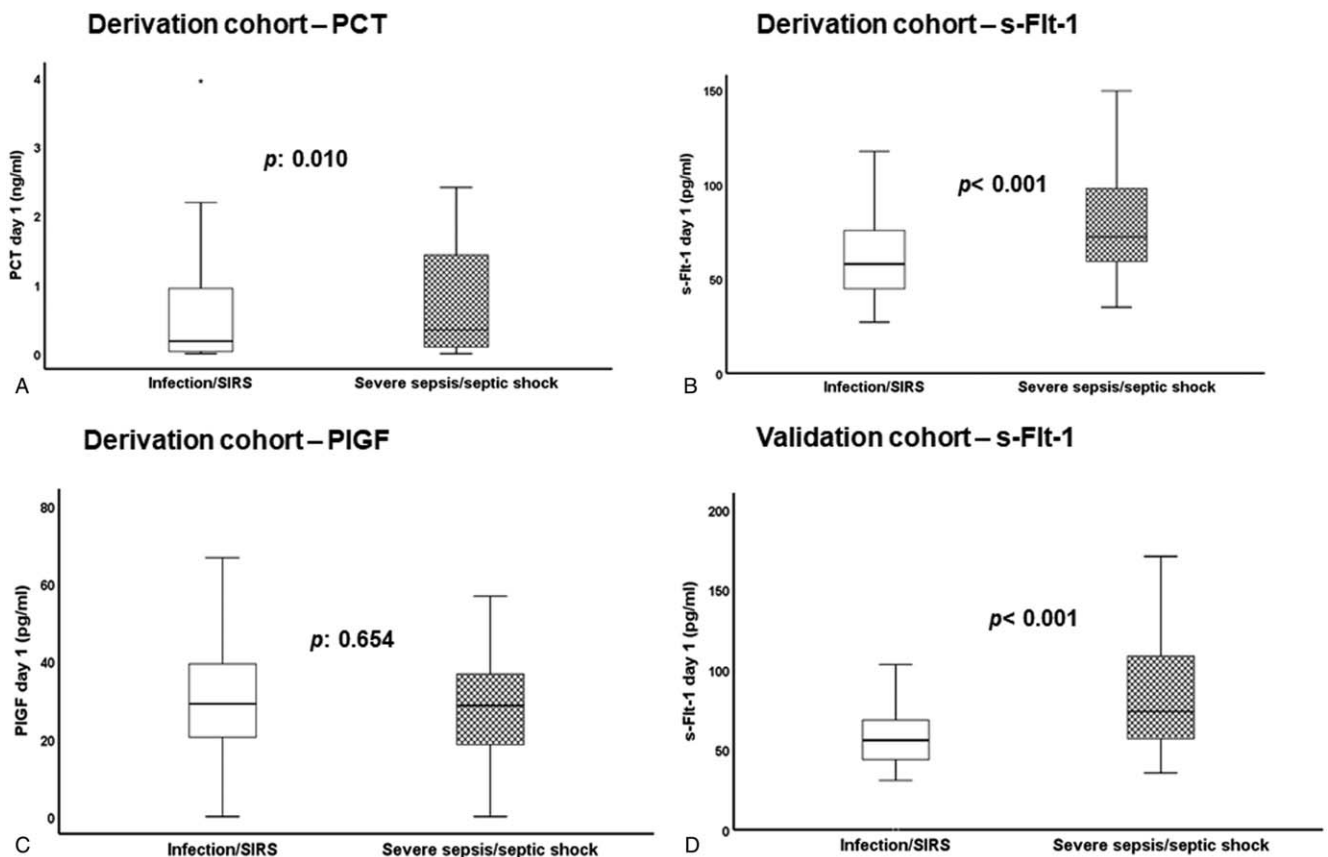 Derivation cohort – PCT
PCT day 1 (ng/ml)
4
3
2
1
0
p: 0.010
Infection/SIRS
Severe sepsis/septic shock
A
Derivation cohort – s-Flt-1
s-Flt-1 day 1 (pg/ml)
150
100
50
0
p< 0.001
Infection/SIRS
Severe sepsis/septic shock
B
Derivation cohort – PlGF
PlGF day 1 (pg/ml)
80
60
40
20
0
p: 0.654
Infection/SIRS
Severe sepsis/septic shock
C
Validation cohort – s-Flt-1
s-Flt-1 day 1 (pg/ml)
200
150
100
50
0
p< 0.001
Infection/SIRS
Severe sepsis/septic shock
D